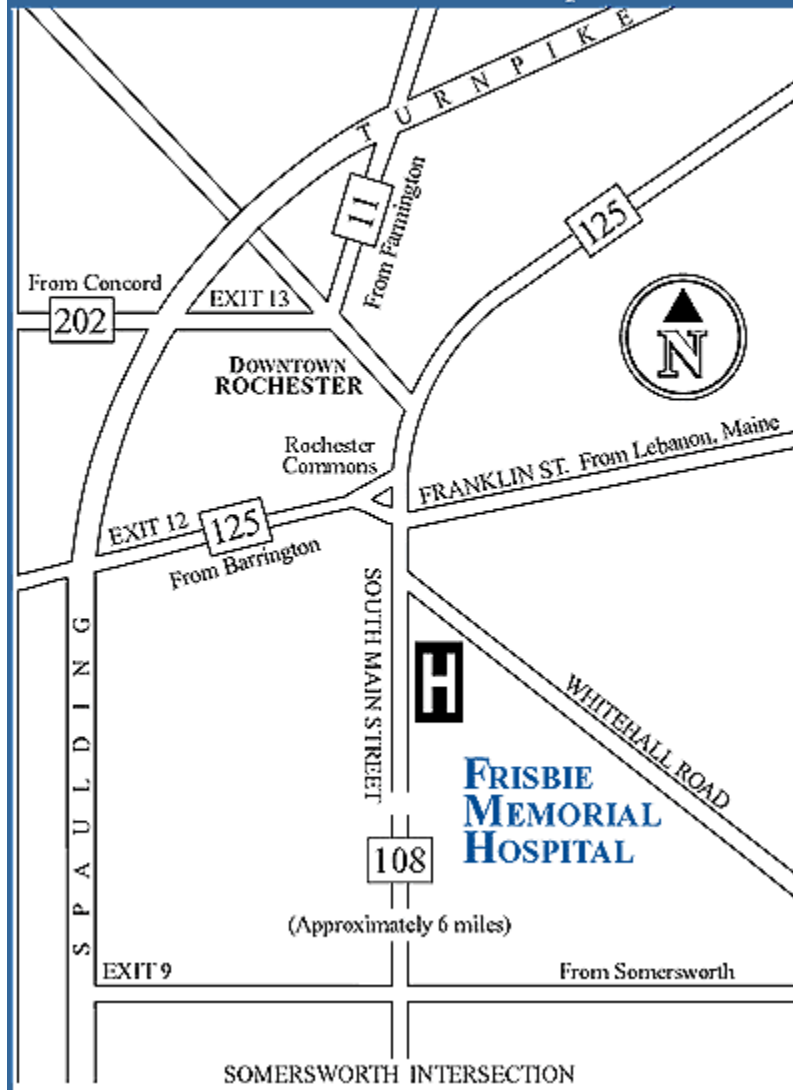 TURNPIKE
11
From Farmington
125
From Concord
202
EXIT 13
N
DOWNTOWN
ROCHESTER
Rochester
Commons
FRANKLIN ST. From Lebanon, Maine
EXIT 12
125
From Barrington
SPAULDING
SOUTH MAIN STREET
H
WHITEHALL ROAD
FRISBIE
MEMORIAL
HOSPITAL
108
(Approximately 6 miles)
EXIT 9
From Somersworth
SOMERSWORTH INTERSECTION